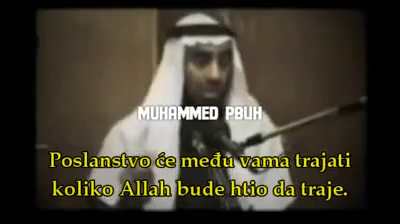 MUHAMMED PBUH
Poslanstvo će među vama trajati
koliko Allah bude htio da traje.